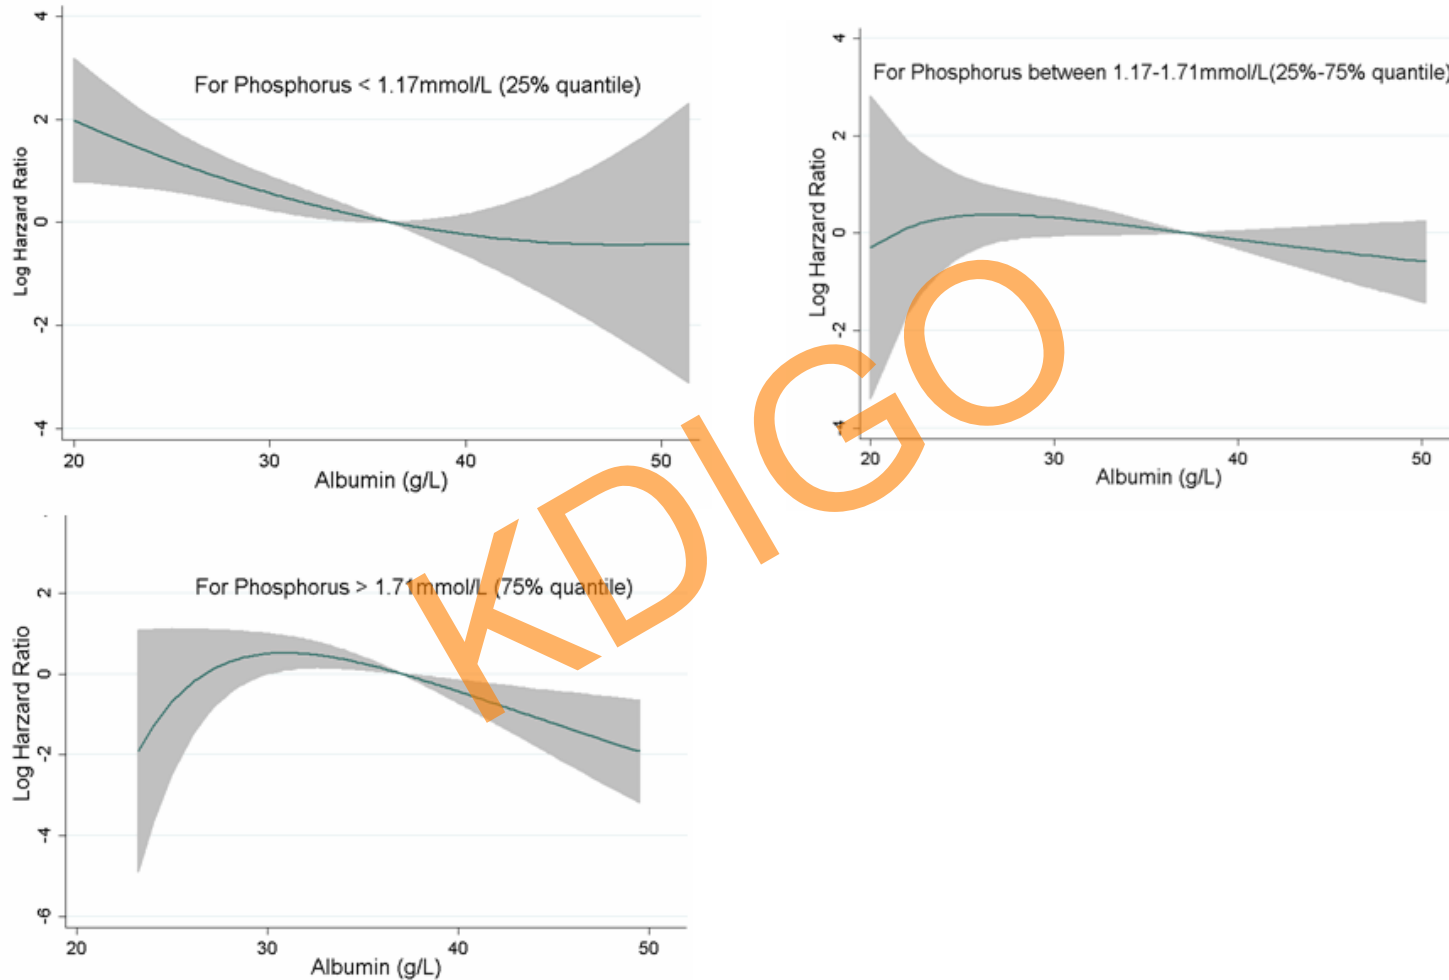 4
2
0
-2
-4
Log Harzard Ratio
For Phosphorus < 1.17mmol/L (25% quantile)
20 30 40 50
Albumin (g/L)
4
2
0
-2
-4
Log Harzard Ratio
For Phosphorus between 1.17-1.71mmol/L(25%-75% quantile)
20 30 40 50
Albumin (g/L)
2
0
-2
-4
-6
Log Harzard Ratio
For Phosphorus > 1.71mmol/L (75% quantile)
20 30 40 50
Albumin (g/L)
KDIGO